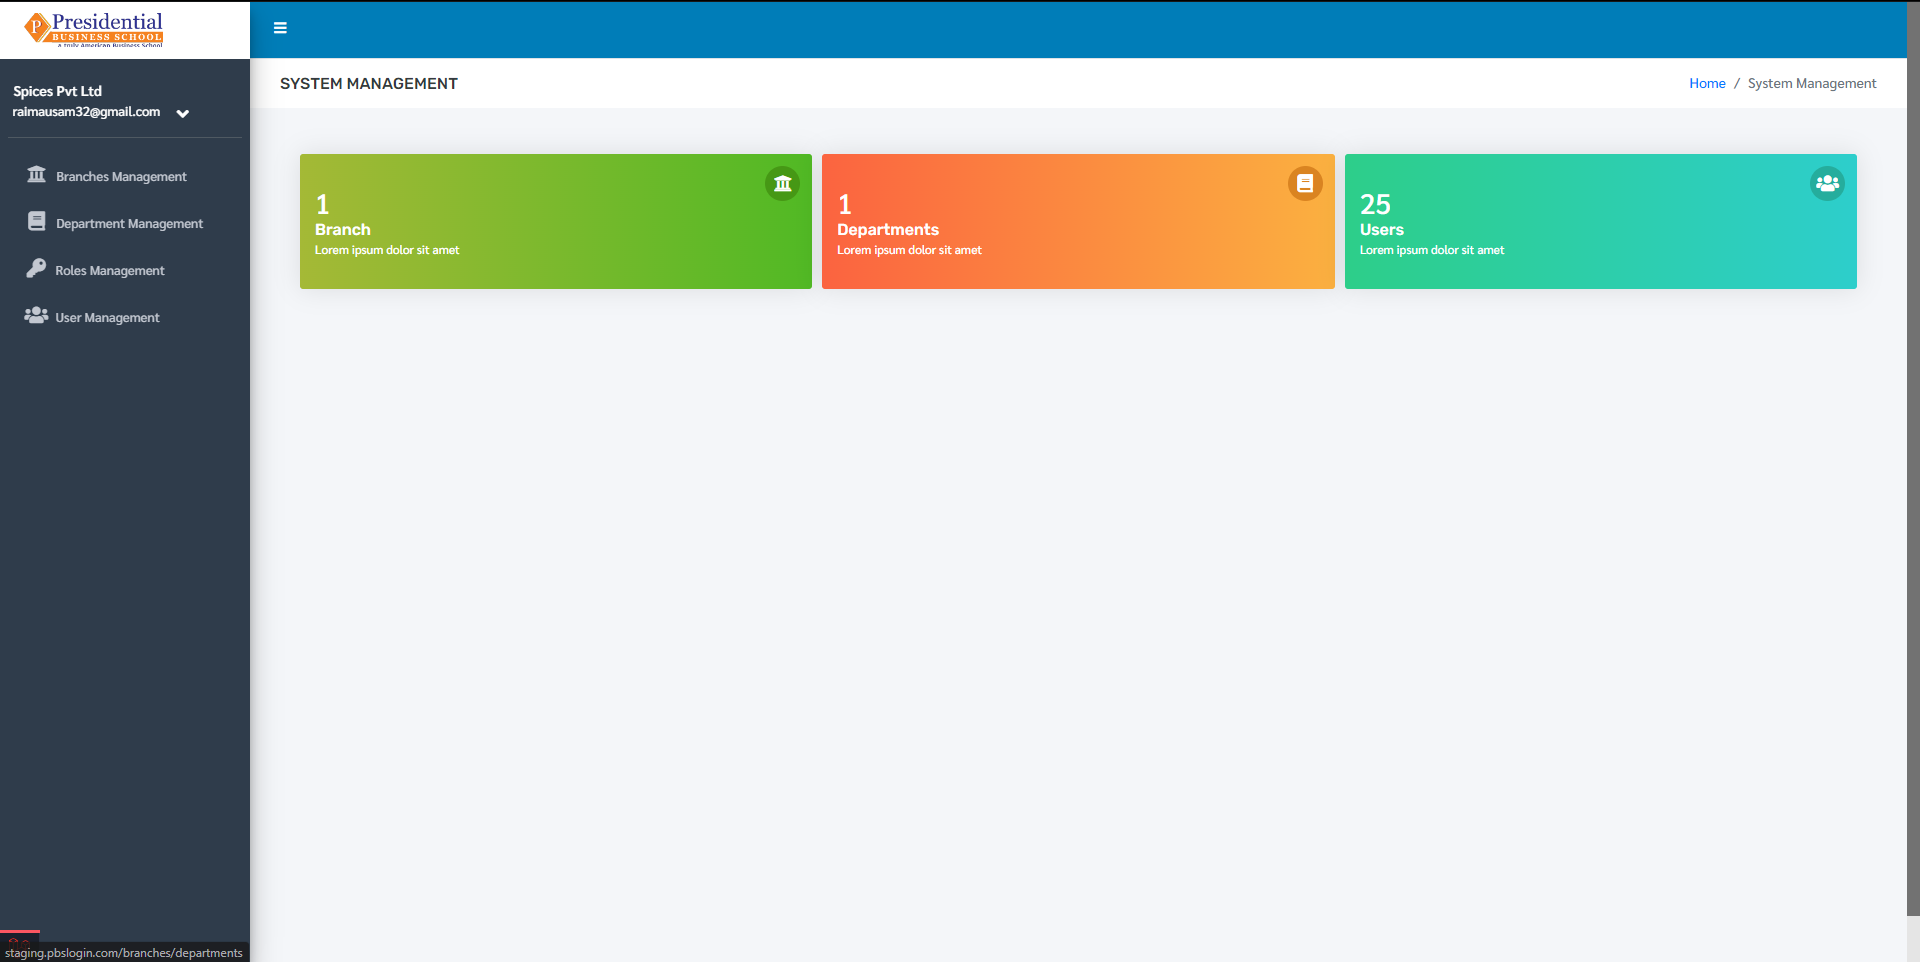 P Presidential
BUSINESS SCHOOL
a truly American Business School
Spices Pvt Ltd
raimausam32@gmail.com
Branches Management
Department Management
Roles Management
User Management
SYSTEM MANAGEMENT
Home / System Management
1
Branch
Lorem ipsum dolor sit amet
1
Departments
Lorem ipsum dolor sit amet
25
Users
Lorem ipsum dolor sit amet
staging.pbslogin.com/branches/departments